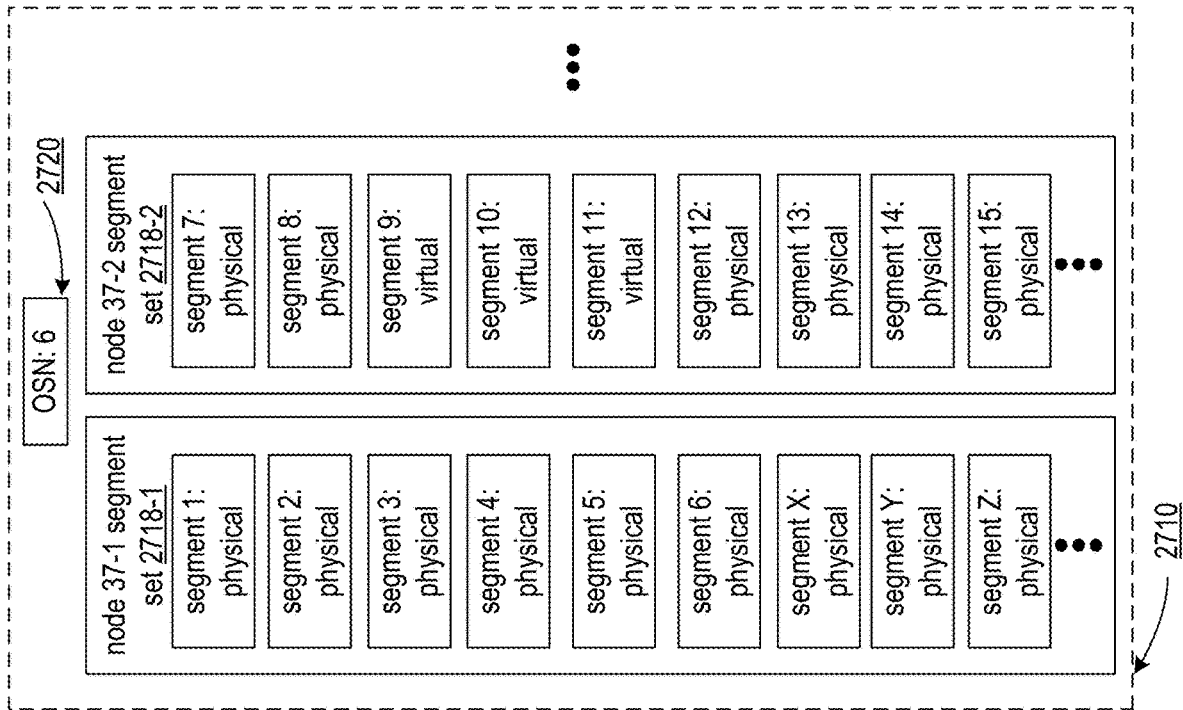 OSN: 6
2720
node 37-1 segment
set 2718-1
segment 1:
physical
segment 2:
physical
segment 3:
physical
segment 4:
physical
segment 5:
physical
segment 6:
physical
segment X:
physical
segment Y:
physical
segment Z:
physical
node 37-2 segment
set 2718-2
segment 7:
physical
segment 8:
physical
segment 9:
virtual
segment 10:
virtual
segment 11:
virtual
segment 12:
physical
segment 13:
physical
segment 14:
physical
segment 15:
physical
2710